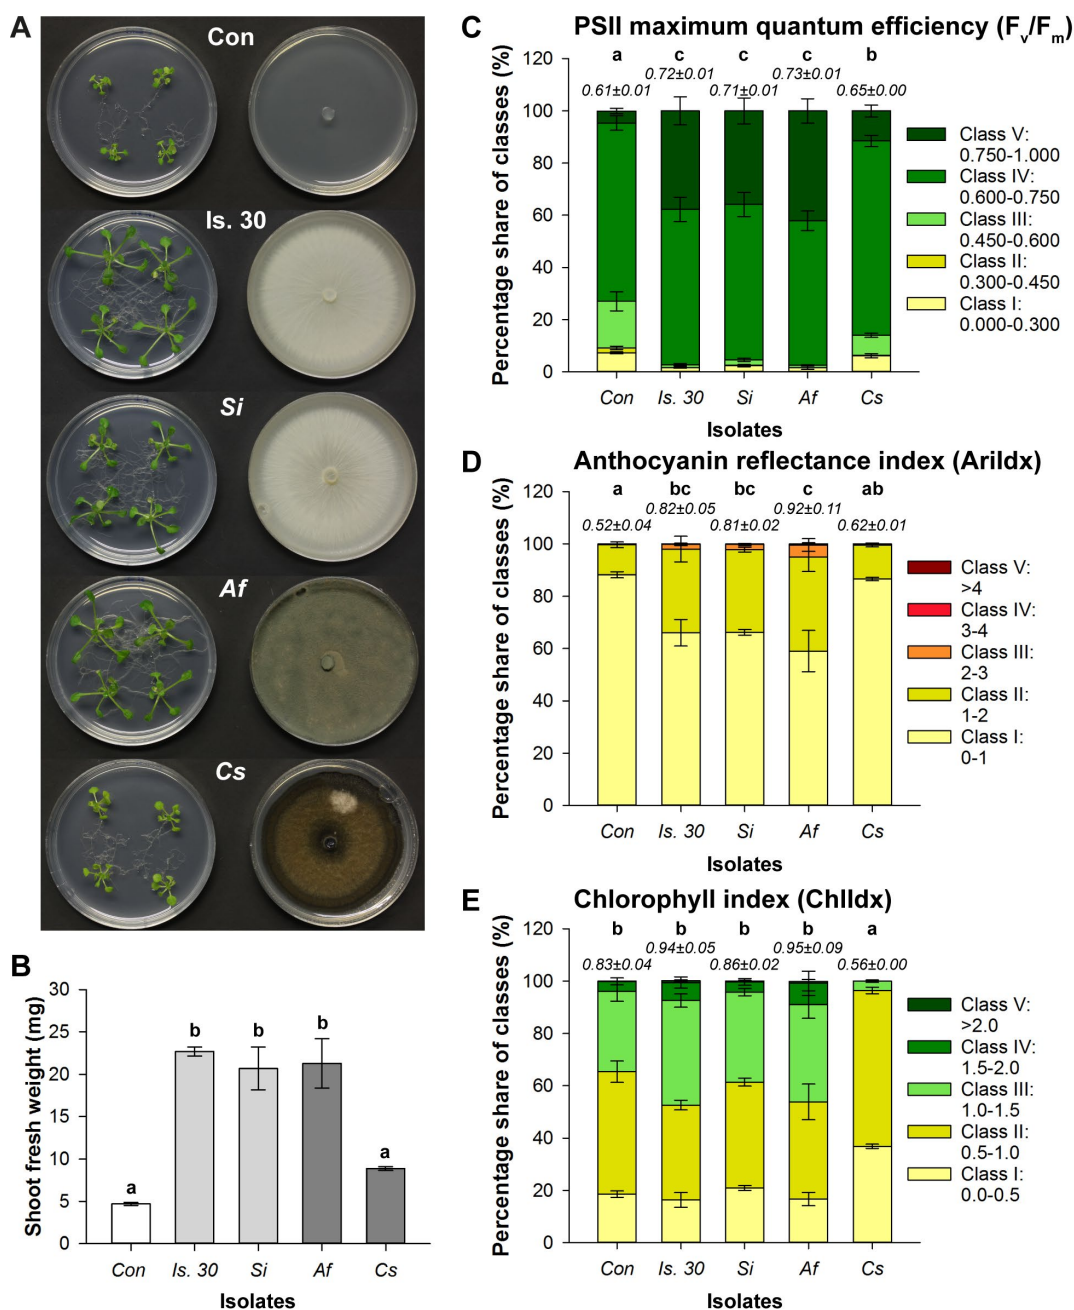 A
Con
Is. 30
Si
Af
Cs
B
Shoot fresh weight (mg)
30
25
20
15
10
5
0
a
b
b
b
a
Con Is. 30 Si Af Cs
Isolates
C PSII maximum quantum efficiency (Fv/Fm)
Percentage share of classes (%)
120
100
80
60
40
20
0
a c c c b
0.72±0.01 0.73±0.01
0.61±0.01 0.71±0.01 0.65±0.00
Class V:
0.750-1.000
Class IV:
0.600-0.750
Class III:
0.450-0.600
Class II:
0.300-0.450
Class I:
0.000-0.300
Con Is. 30 Si Af Cs
Isolates
D Anthocyanin reflectance index (AriIdx)
Percentage share of classes (%)
120
100
80
60
40
20
0
a bc bc c ab
0.82±0.05 0.92±0.11
0.52±0.04 0.81±0.02 0.62±0.01
Class V:
>4
Class IV:
3-4
Class III:
2-3
Class II:
1-2
Class I:
0-1
Con Is. 30 Si Af Cs
Isolates
E Chlorophyll index (ChlIdx)
Percentage share of classes (%)
120
100
80
60
40
20
0
b b b b a
0.94±0.05 0.95±0.09
0.83±0.04 0.86±0.02 0.56±0.00
Class V:
>2.0
Class IV:
1.5-2.0
Class III:
1.0-1.5
Class II:
0.5-1.0
Class I:
0.0-0.5
Con Is. 30 Si Af Cs
Isolates